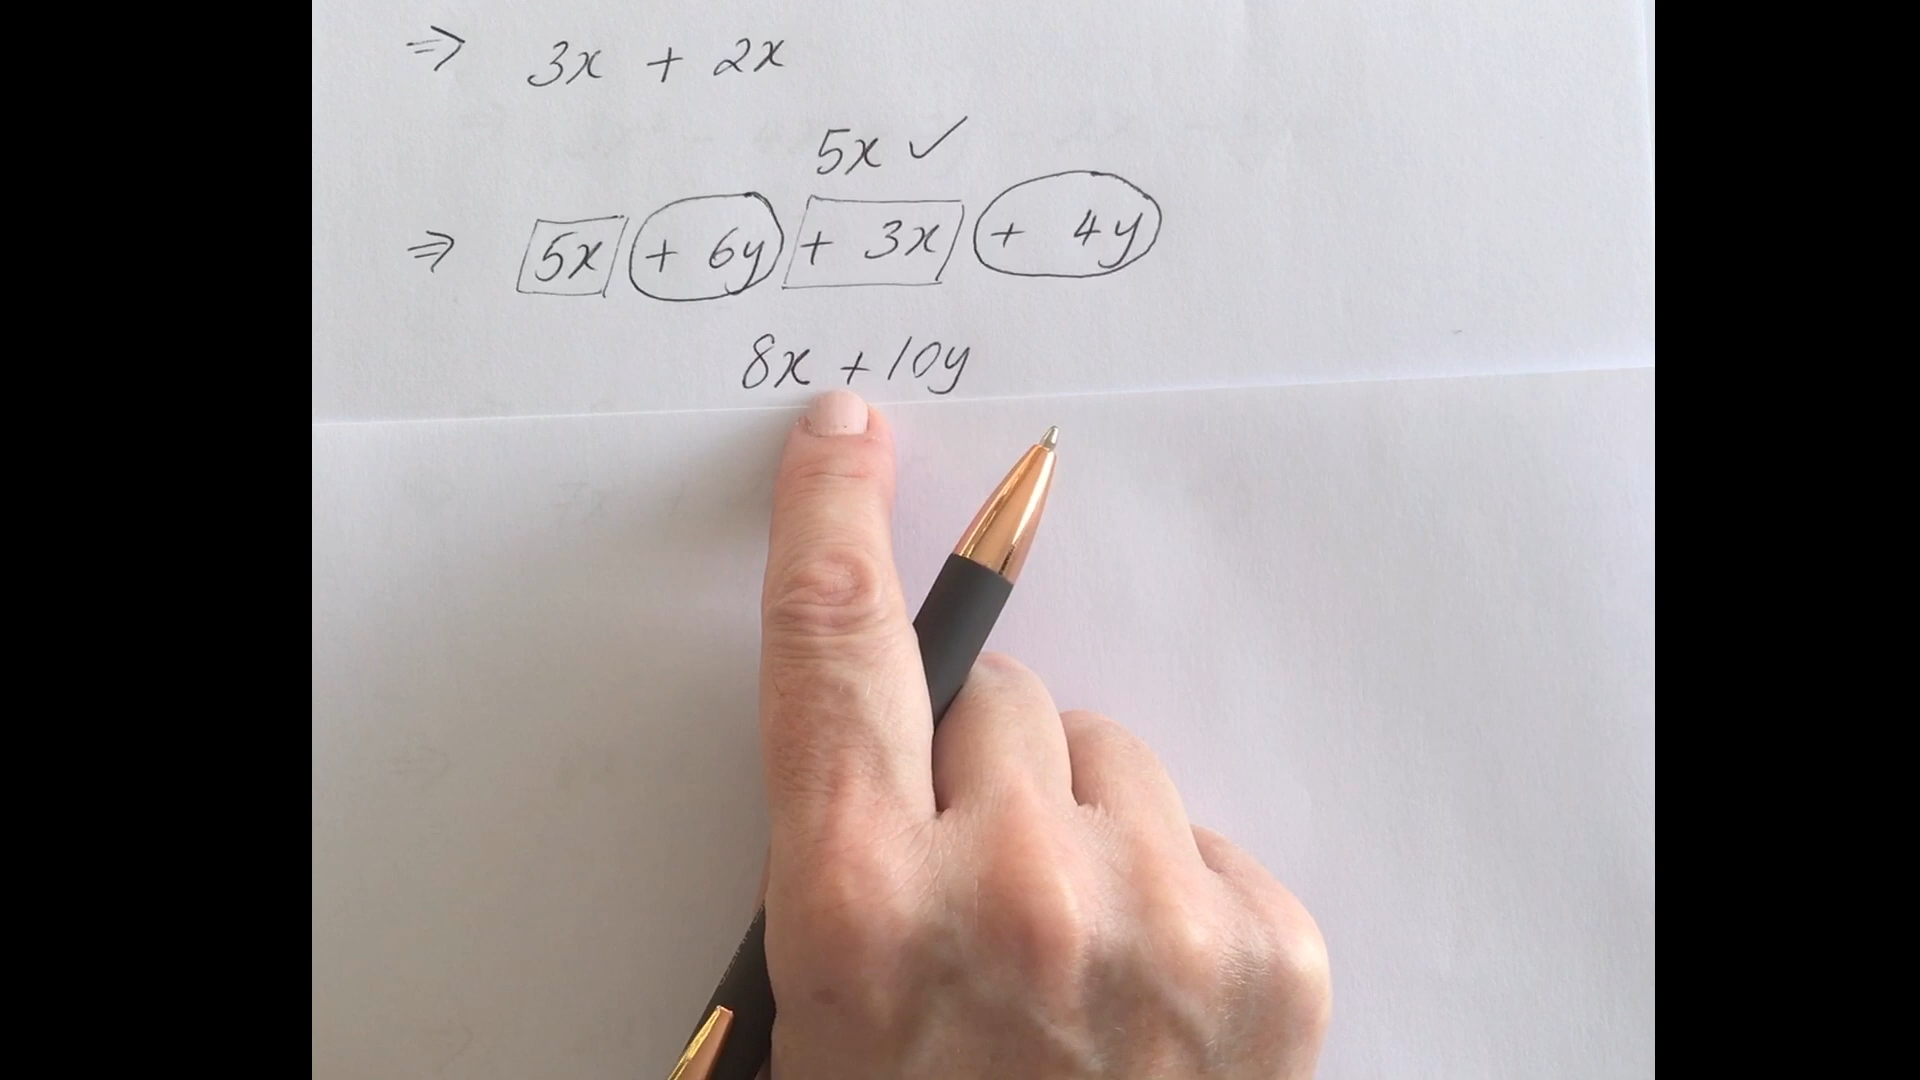 ⇒ 3x + 2x
5x ✓
⇒ 5x + 6y + 3x + 4y
8x + 10y